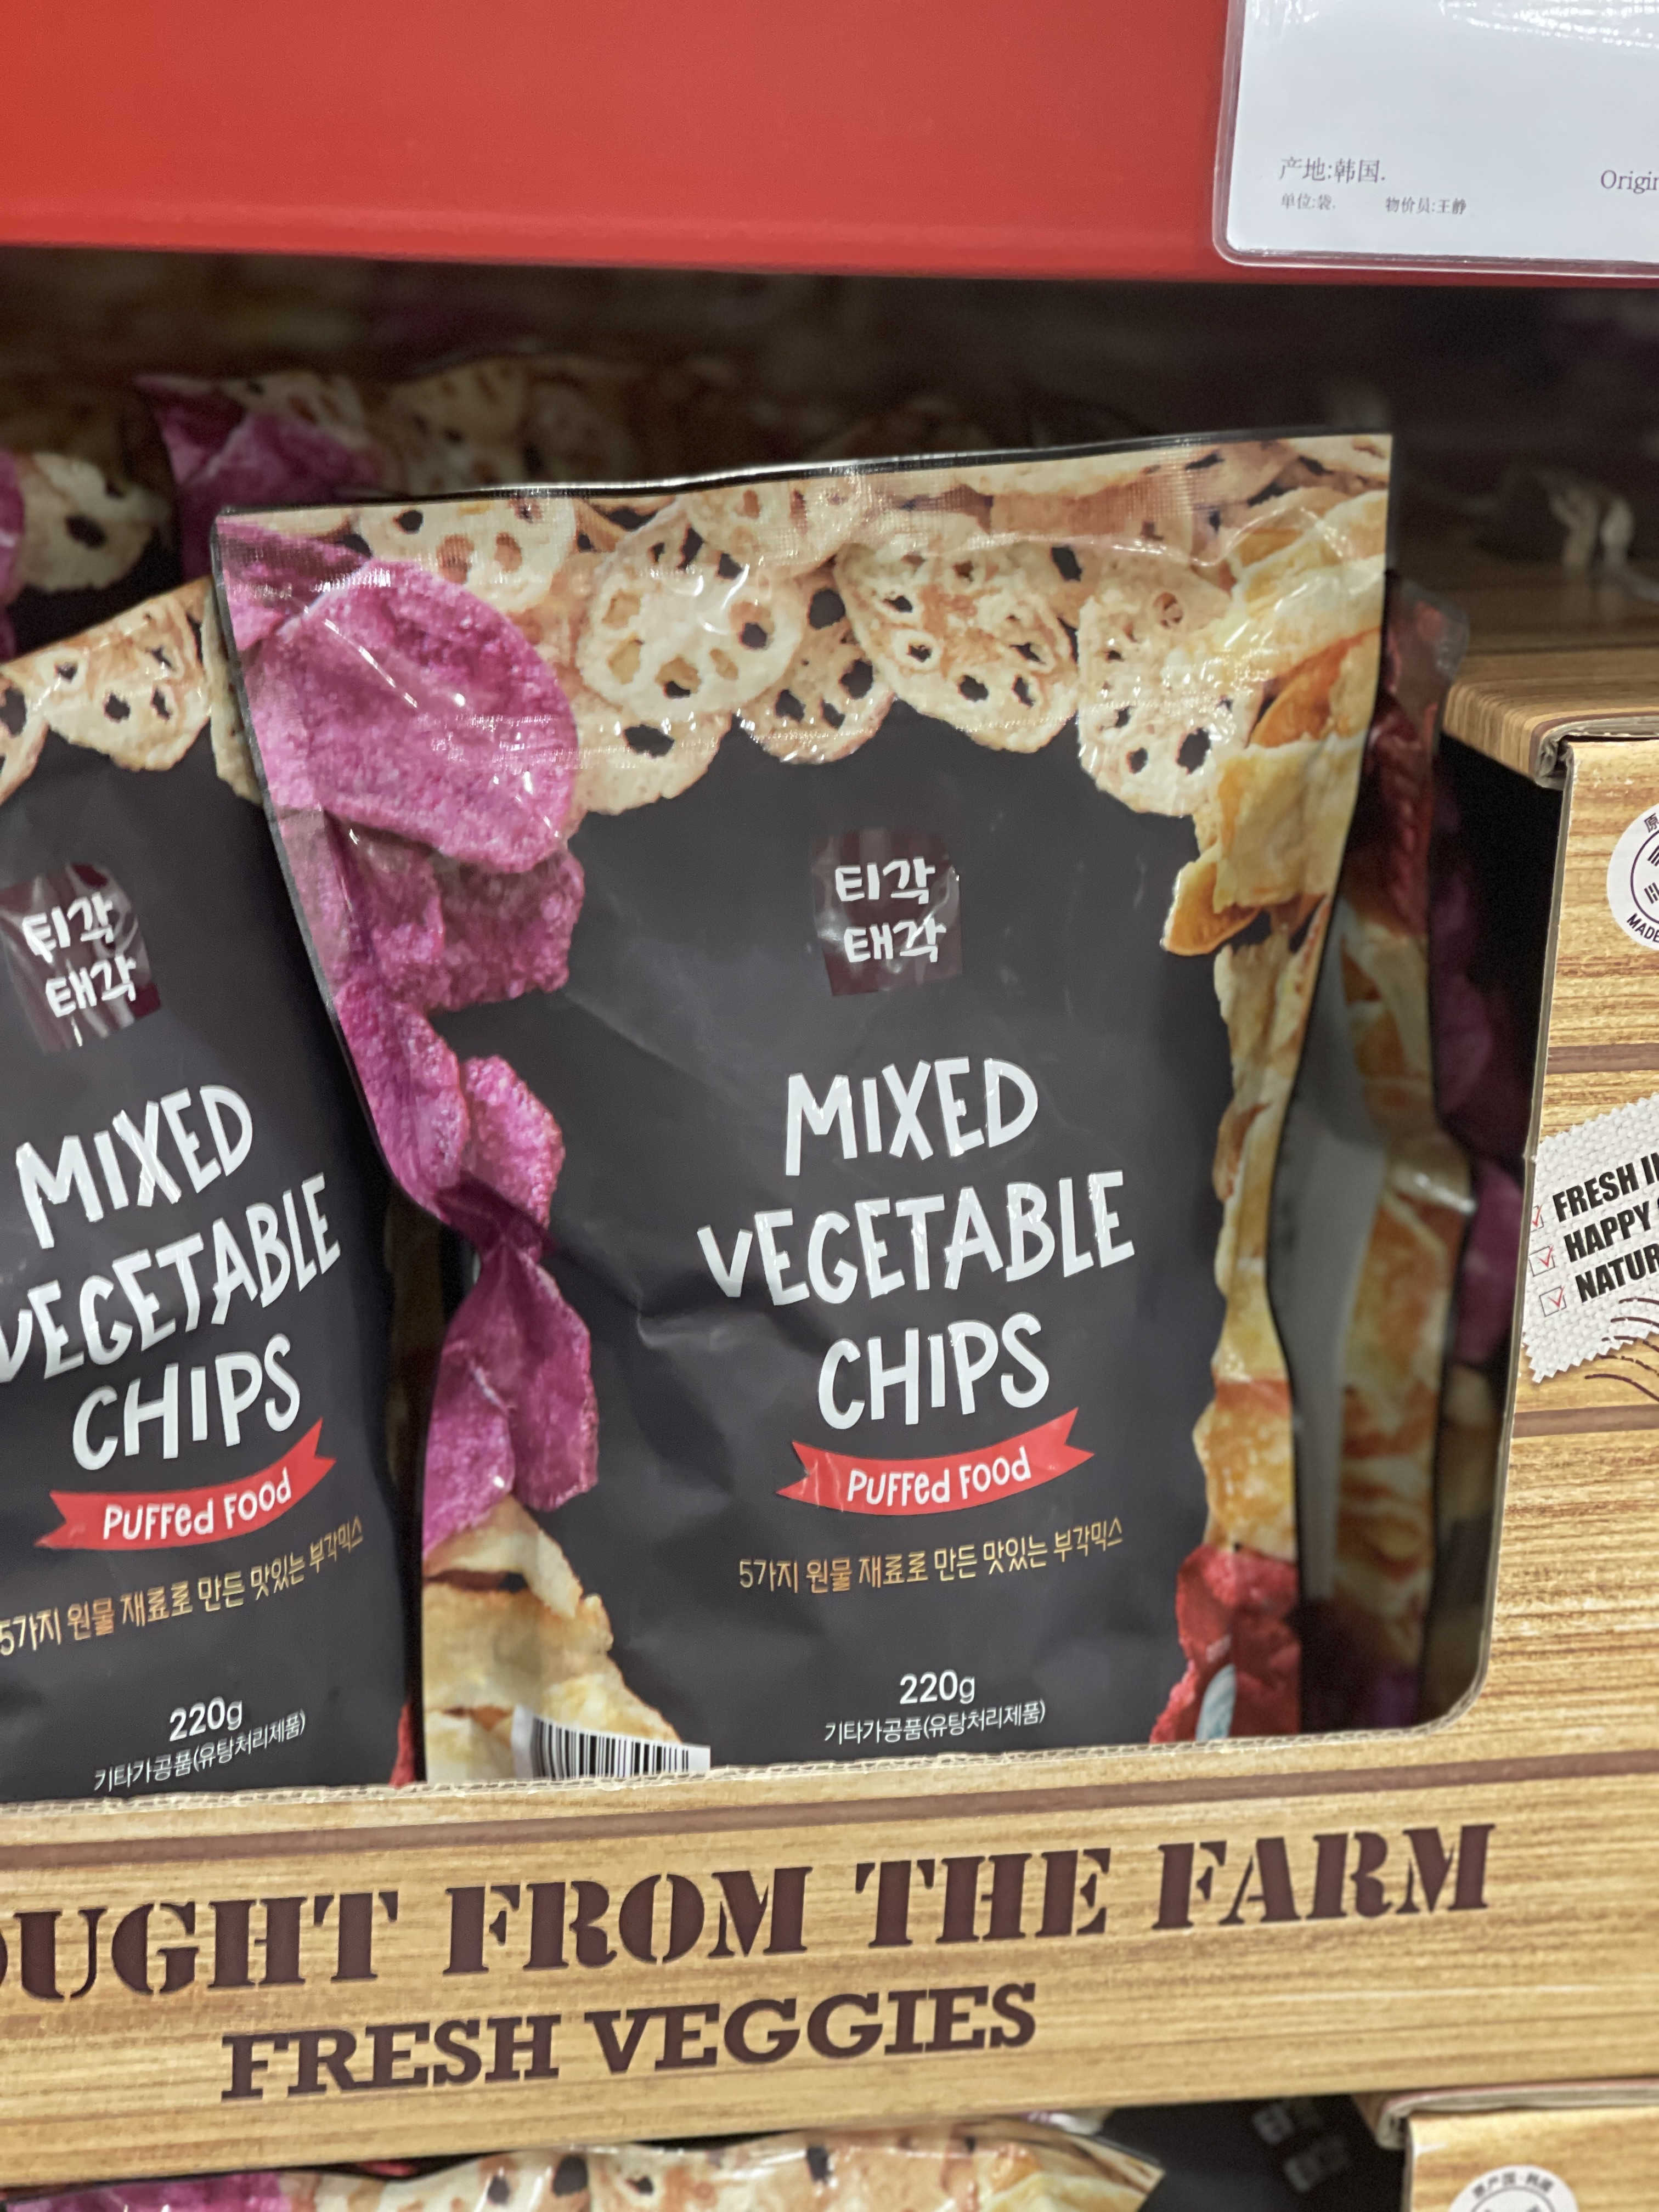 产地:韩国.
单位:袋. 物价员:王静
티각
태각
MIXED
VEGETABLE
CHIPS
PUFFED FOOD
5가지 원물 재료로 만든 맛있는 부각믹스
220g
기타가공품(유탕처리제품)
티각
태각
MIXED
VEGETABLE
CHIPS
PUFFED FOOD
5가지 원물 재료로 만든 맛있는 부각믹스
220g
기타가공품(유탕처리제품)
MADE
FRESH
HAPPY
FROM THE FARM
FRESH VEGGIES